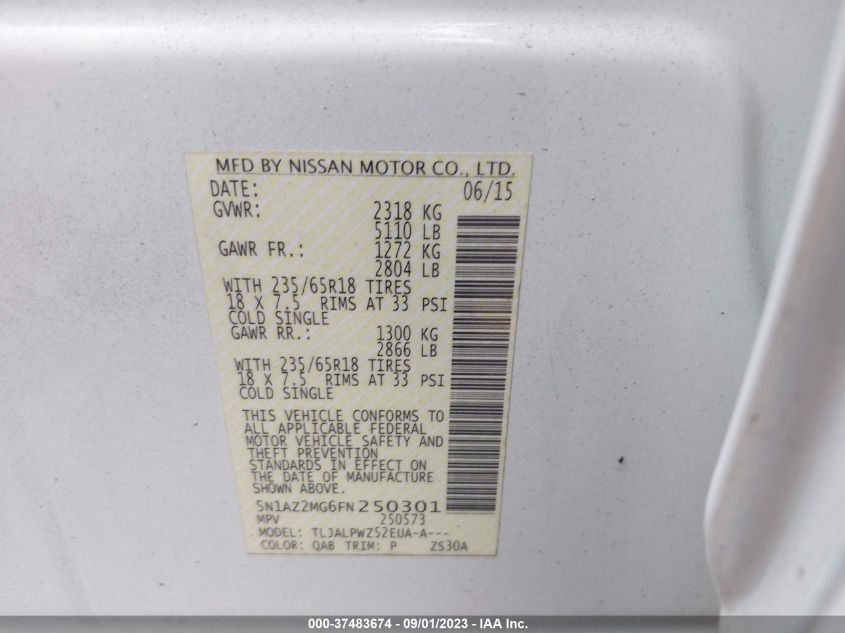 MFD BY NISSAN MOTOR CO., LTD.
DATE: 06/15
GVWR: 2318 KG
5110 LB
GAWR FR.: 1272 KG
2804 LB
WITH 235/65R18 TIRES
18 X 7.5 RIMS AT 33 PSI
COLD SINGLE
GAWR RR.: 1300 KG
2866 LB
WITH 235/65R18 TIRES
18 X 7.5 RIMS AT 33 PSI
COLD SINGLE
THIS VEHICLE CONFORMS TO
ALL APPLICABLE FEDERAL
MOTOR VEHICLE SAFETY AND
THEFT PREVENTION
STANDARDS IN EFFECT ON
THE DATE OF MANUFACTURE
SHOWN ABOVE.
5N1AZ2MG6FN250301
MPV 250573
MODEL: TLJALPWZ52EUA-A---
COLOR: QAB TRIM: P ZS30A
000-37483674 - 09/01/2023 - IAA Inc.